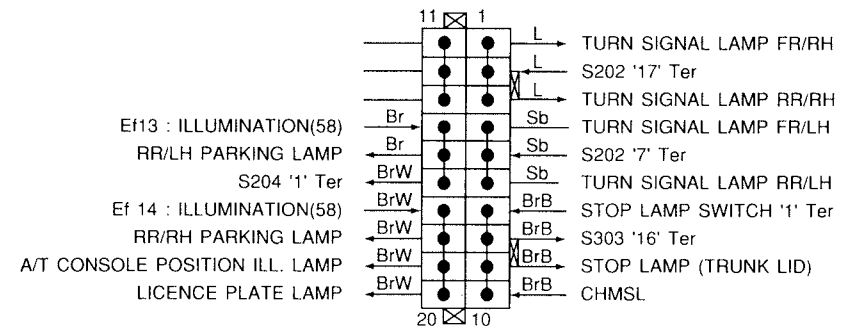 11 1
L TURN SIGNAL LAMP FR/RH
L S202 '17' Ter
L TURN SIGNAL LAMP RR/RH
Ef13 : ILLUMINATION(58) Br Sb TURN SIGNAL LAMP FR/LH
RR/LH PARKING LAMP Br Sb S202 '7' Ter
S204 '1' Ter BrW Sb TURN SIGNAL LAMP RR/LH
Ef 14 : ILLUMINATION(58) BrW BrB STOP LAMP SWITCH '1' Ter
RR/RH PARKING LAMP BrW BrB S303 '16' Ter
A/T CONSOLE POSITION ILL. LAMP BrW BrB STOP LAMP (TRUNK LID)
LICENCE PLATE LAMP BrW BrB CHMSL
20 10